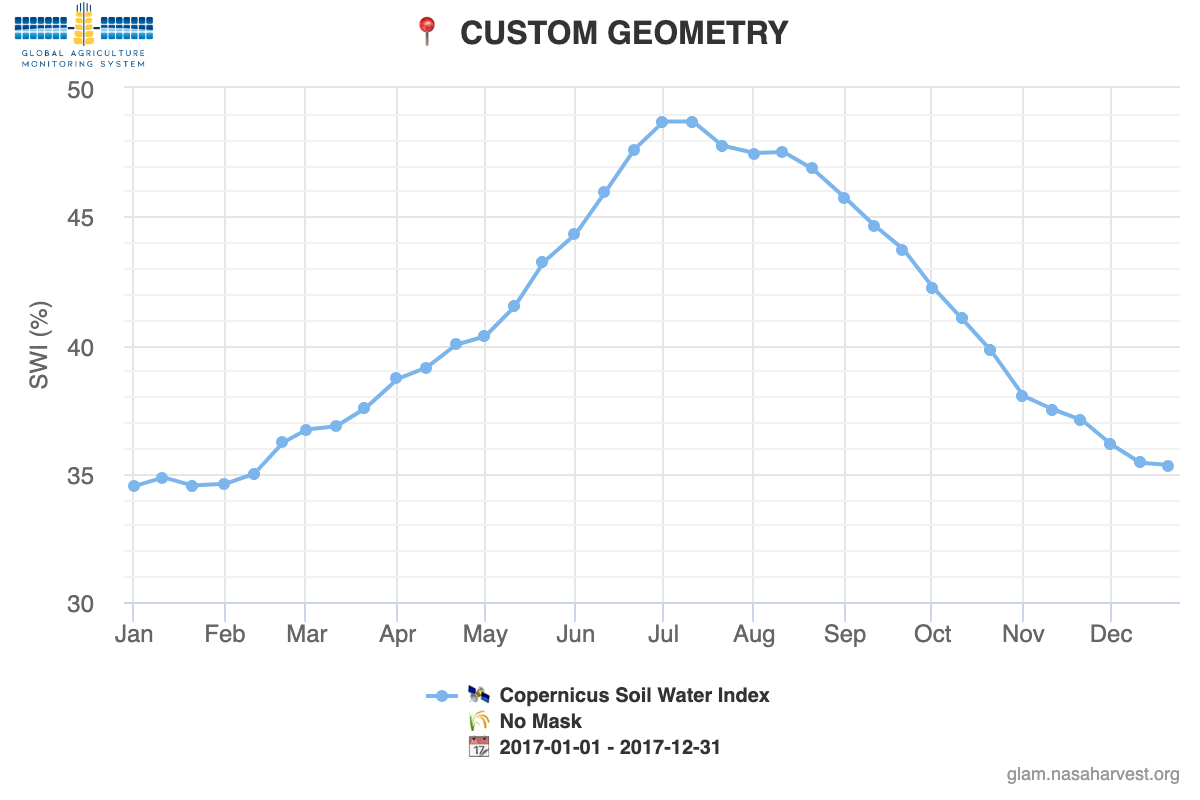 GLOBAL AGRICULTURE
MONITORING SYSTEM
CUSTOM GEOMETRY
50
45
40
35
30
SWI (%)
Jan Feb Mar Apr May Jun Jul Aug Sep Oct Nov Dec
Copernicus Soil Water Index
No Mask
17
2017-01-01 - 2017-12-31
glam.nasaharvest.org